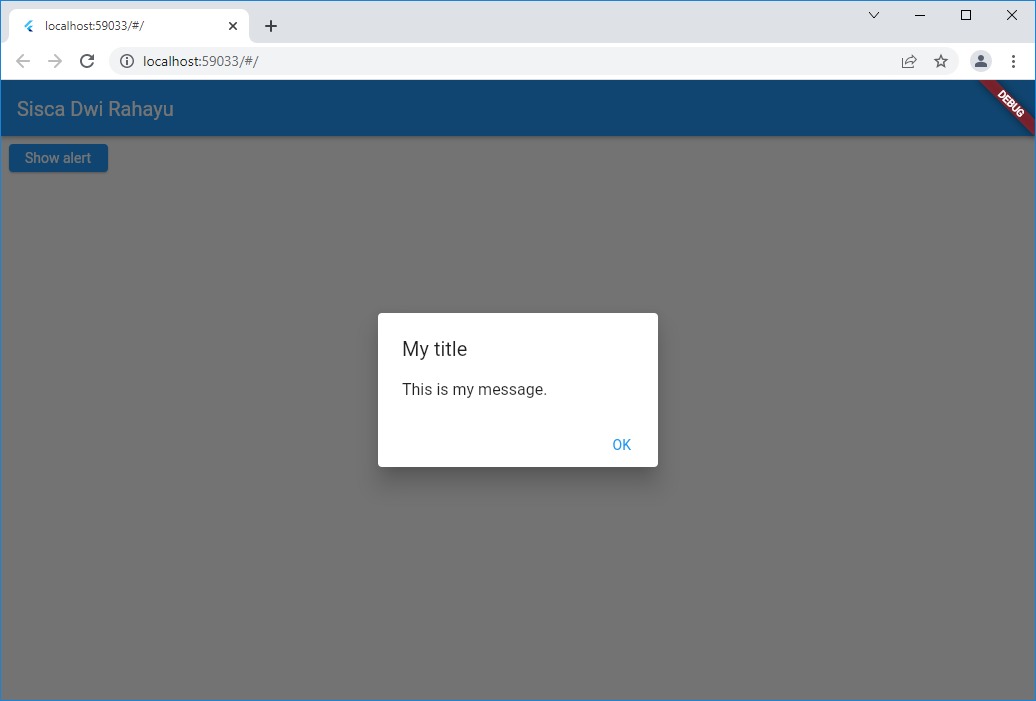 localhost:59033/#/
localhost:59033/#/
Sisca Dwi Rahayu
DEBUG
Show alert
My title
This is my message.
OK